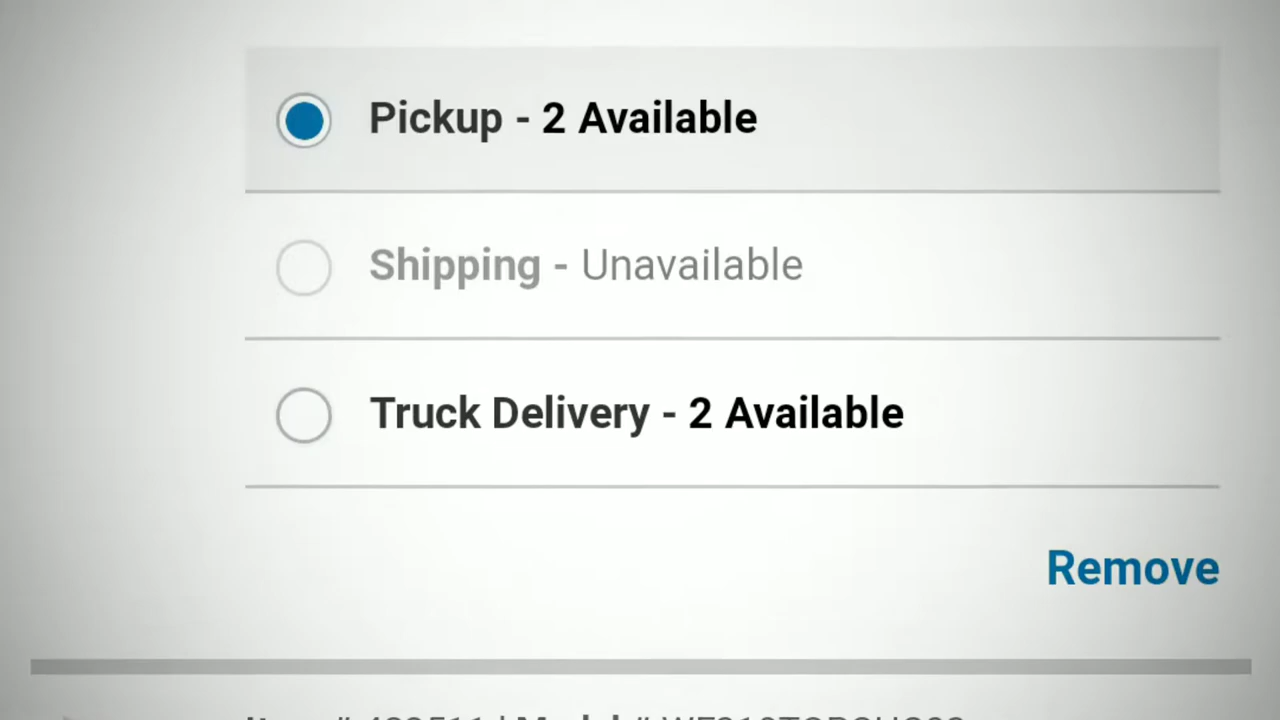 Pickup - 2 Available
Shipping - Unavailable
Truck Delivery - 2 Available
Remove